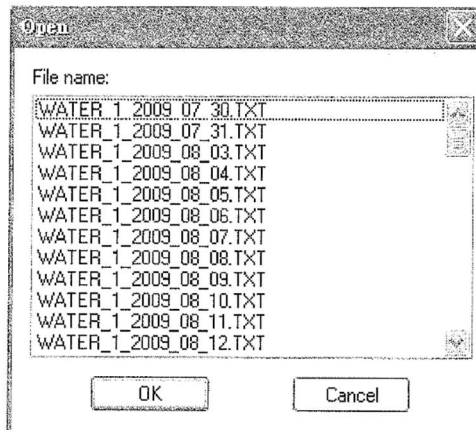 Open
File name:
WATER_1_2009_07_30.TXT
WATER_1_2009_07_31.TXT
WATER_1_2009_08_03.TXT
WATER_1_2009_08_04.TXT
WATER_1_2009_08_05.TXT
WATER_1_2009_08_06.TXT
WATER_1_2009_08_07.TXT
WATER_1_2009_08_08.TXT
WATER_1_2009_08_09.TXT
WATER_1_2009_08_10.TXT
WATER_1_2009_08_11.TXT
WATER_1_2009_08_12.TXT
OK Cancel